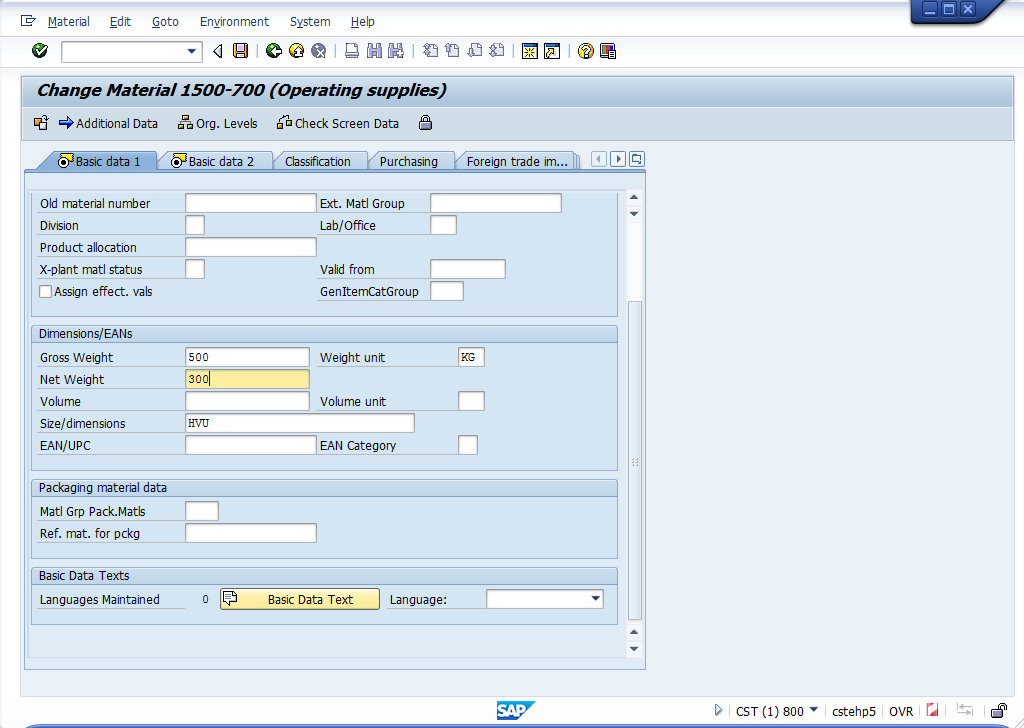 Material Edit Goto Environment System Help
Change Material 1500-700 (Operating supplies)
Additional Data Org. Levels Check Screen Data
Basic data 1 Basic data 2 Classification Purchasing Foreign trade im...
Old material number Ext. Matl Group
Division Lab/Office
Product allocation
X-plant matl status Valid from
Assign effect. vals GenItemCatGroup
Dimensions/EANs
Gross Weight 500 Weight unit KG
Net Weight 300
Volume Volume unit
Size/dimensions HVU
EAN/UPC EAN Category
Packaging material data
Matl Grp Pack.Matls
Ref. mat. for pckg
Basic Data Texts
Languages Maintained 0 Basic Data Text Language:
SAP CST (1) 800 cstehp5 OVR